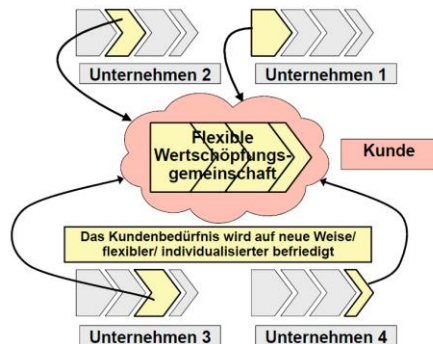 Unternehmen 2
Unternehmen 1
Flexible
Wertschöpfungs-
gemeinschaft
Kunde
Das Kundenbedürfnis wird auf neue Weise/
flexibler/ individualisierter befriedigt
Unternehmen 3
Unternehmen 4